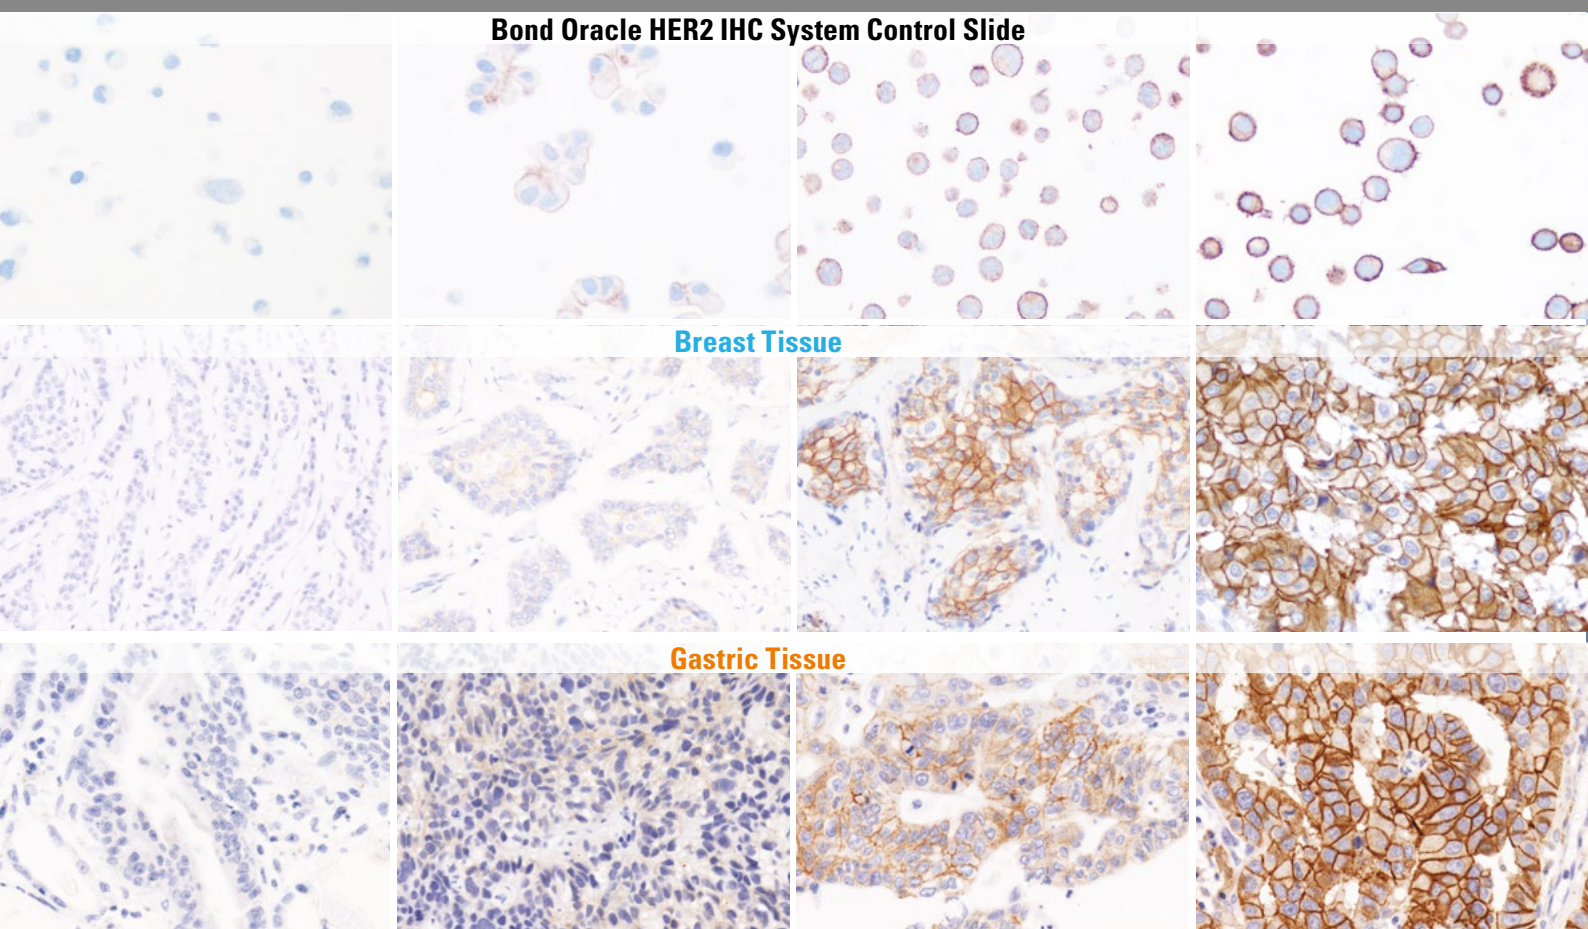 Bond Oracle HER2 IHC System Control Slide
Breast Tissue
Gastric Tissue